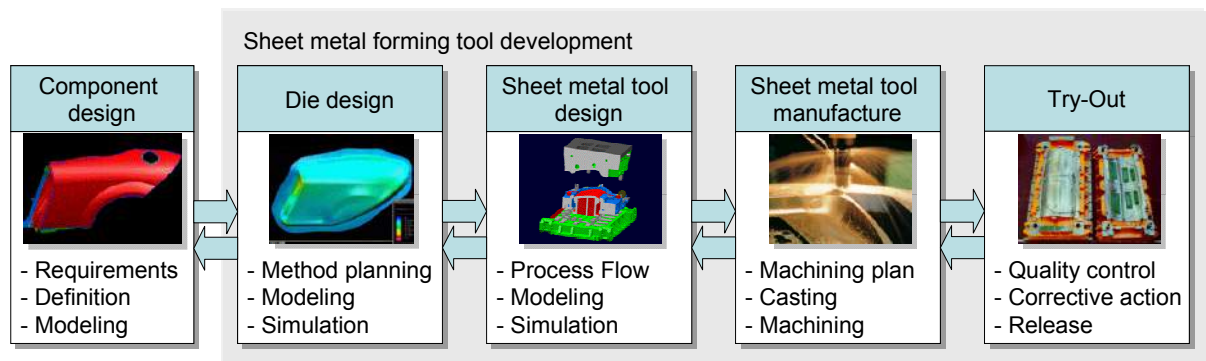 Sheet metal forming tool development
Component
design
- Requirements
- Definition
- Modeling
Die design
- Method planning
- Modeling
- Simulation
Sheet metal tool
design
- Process Flow
- Modeling
- Simulation
Sheet metal tool
manufacture
- Machining plan
- Casting
- Machining
Try-Out
- Quality control
- Corrective action
- Release